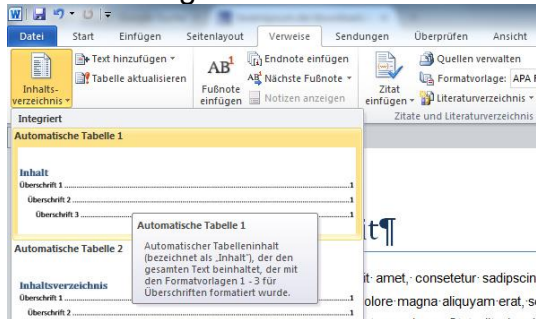 Datei Start Einfügen Seitenlayout Verweise Sendungen Überprüfen Ansicht
Inhalts-
verzeichnis
Text hinzufügen
Tabelle aktualisieren
AB¹
Fußnote
einfügen
Endnote einfügen
Nächste Fußnote
Notizen anzeigen
Zitat
einfügen
Quellen verwalten
Formatvorlage: APA
Literaturverzeichnis
Zitate und Literaturverzeichnis
Integriert
Automatische Tabelle 1
Inhalt
Überschrift 1 1
Überschrift 2 1
Überschrift 3 1
Automatische Tabelle 1
Automatischer Tabelleninhalt
(bezeichnet als „Inhalt'), der den
gesamten Text beinhaltet, der mit
den Formatvorlagen 1 - 3 für
Überschriften formatiert wurde.
Automatische Tabelle 2
Inhaltsverzeichnis
Überschrift 1 1
Überschrift 2 1
it¶
it· amet,· consetetur· sadipscin
olore·magna·aliquyam·erat,·s